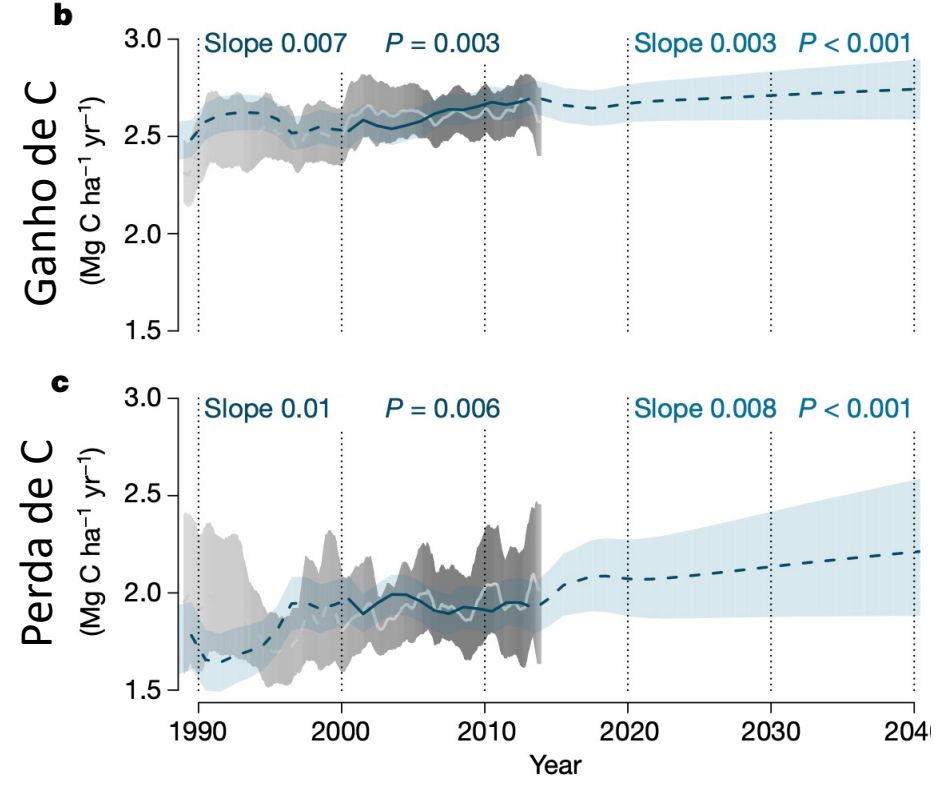 b
Slope 0.007 P = 0.003 Slope 0.003 P < 0.001
Ganho de C
(Mg C ha⁻¹ yr⁻¹)
3.0
2.5
2.0
1.5
c
Slope 0.01 P = 0.006 Slope 0.008 P < 0.001
Perda de C
(Mg C ha⁻¹ yr⁻¹)
3.0
2.5
2.0
1.5
1990 2000 2010 2020 2030 204
Year